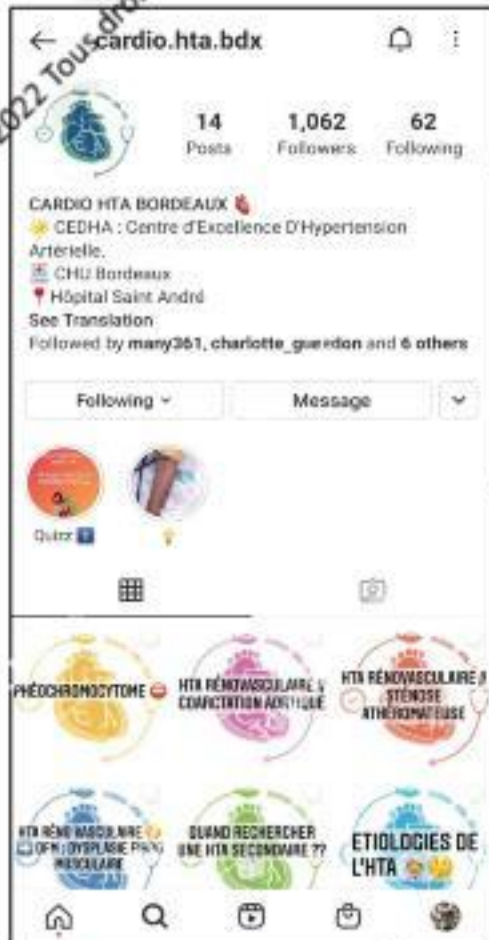 2022 Tous
cardio.hta.bdx
14
Posts
1,062
Followers
62
Following
CARDIO HTA BORDEAUX
CEDHA : Centre d'Excellence D'Hypertension
Artérielle.
CHU Bordeaux
Hôpital Saint André
See Translation
Followed by many361, charlotte_guerdon and 6 others
Following
Message
Quizz
PHÉOCHROMOCYTOME
HTA RÉNOVASCULAIRE
COARCTATION AORTIQUE
HTA RÉNOVASCULAIRE //
STÉNOSE
ATHÉROMATEUSE
HTA RÉNO VASCULAIRE
DFM : DYSPLASIE
MUSCULAIRE
QUAND RECHERCHER
UNE HTA SECONDAIRE ??
ETIOLOGIES DE
L'HTA